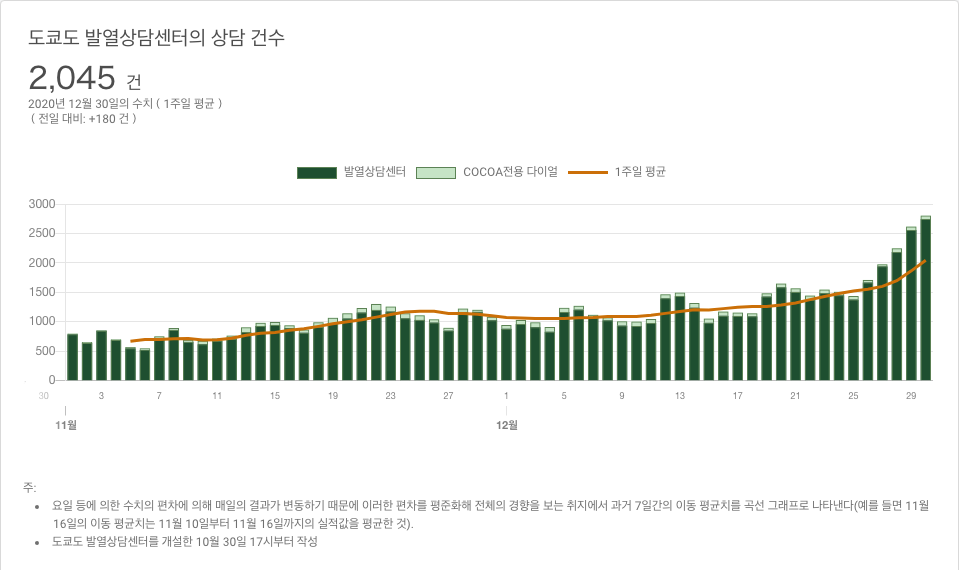 도쿄도 발열상담센터의 상담 건수
2,045 건
2020년 12월 30일의 수치 ( 1주일 평균 )
( 전일 대비: +180 건 )
발열상담센터 COCOA전용 다이얼 1주일 평균
3000
2500
2000
1500
1000
500
0
30 3 7 11 15 19 23 27 1 5 9 13 17 21 25 29
11월 12월
주:
• 요일 등에 의한 수치의 편차에 의해 매일의 결과가 변동하기 때문에 이러한 편차를 평준화해 전체의 경향을 보는 취지에서 과거 7일간의 이동 평균치를 곡선 그래프로 나타낸다(예를 들면 11월
16일의 이동 평균치는 11월 10일부터 11월 16일까지의 실적값을 평균한 것).
• 도쿄도 발열상담센터를 개설한 10월 30일 17시부터 작성